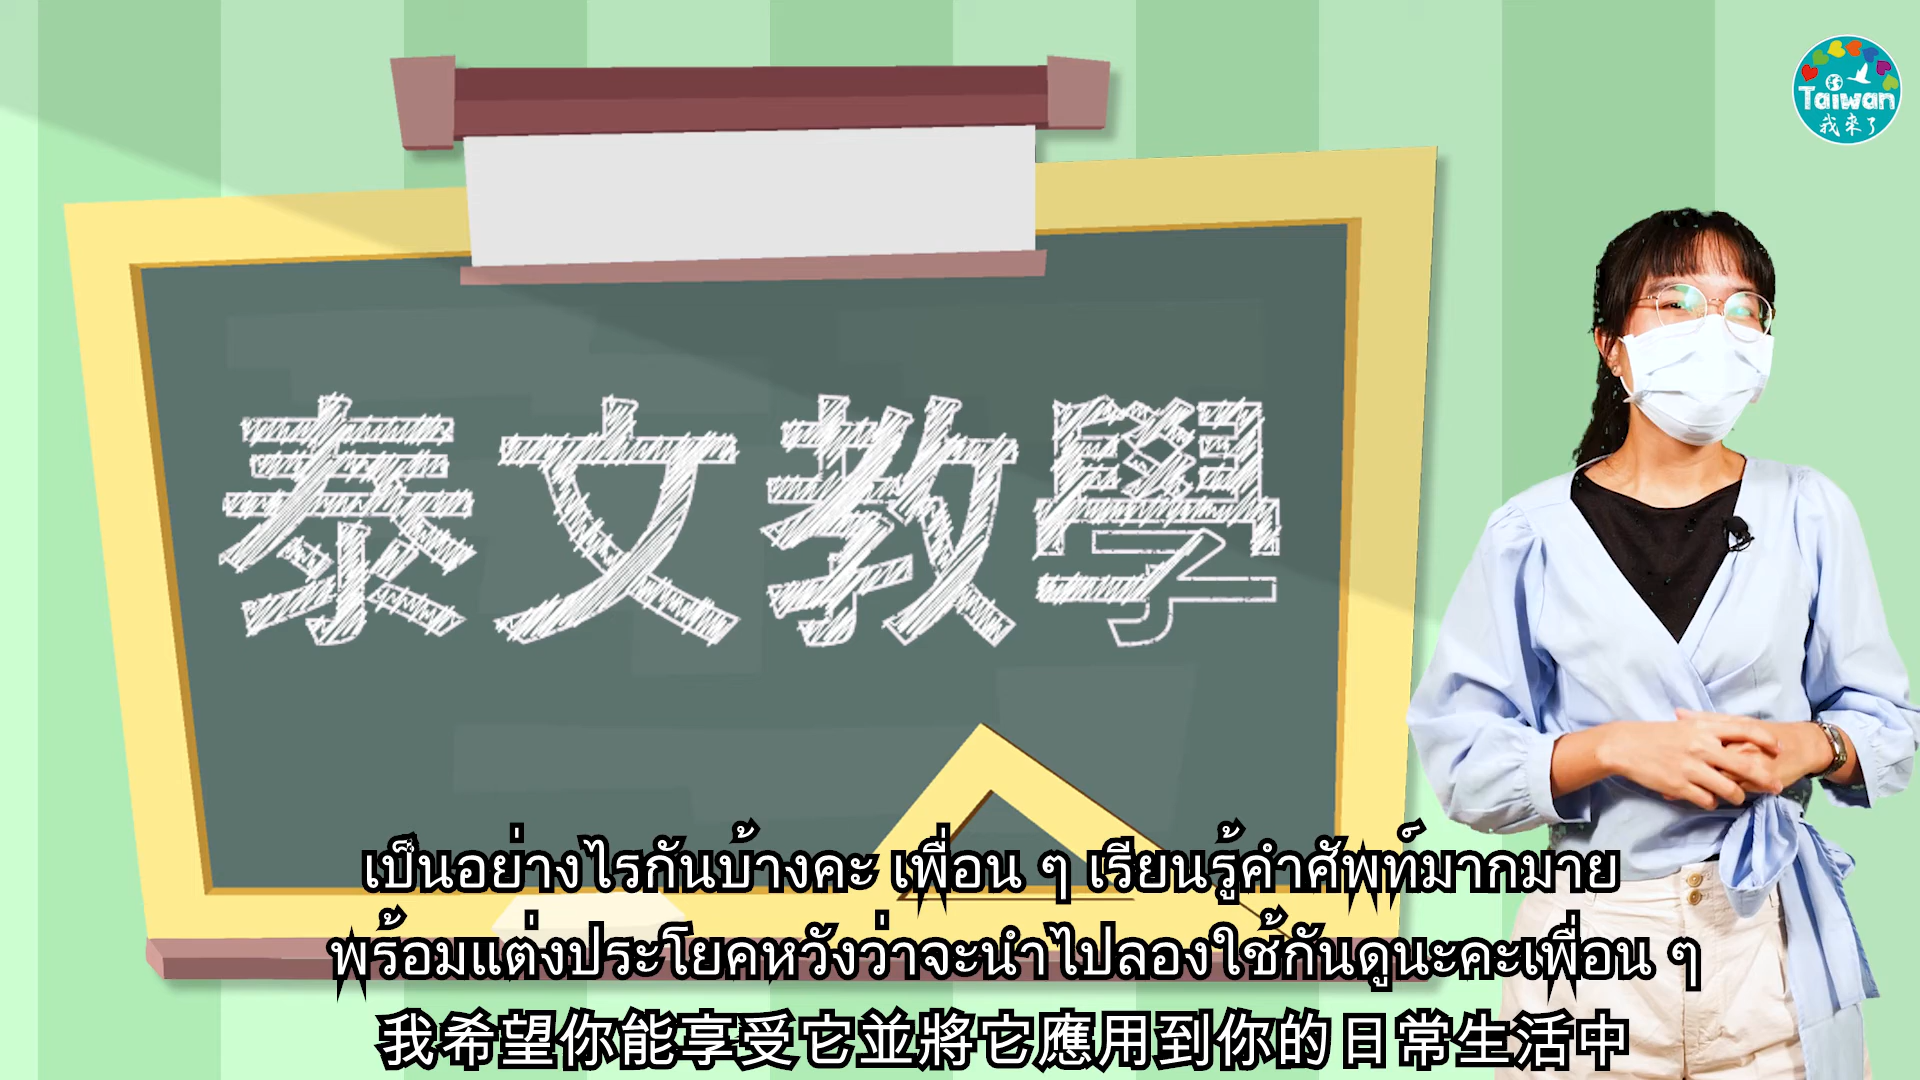 Taiwan
我來了
泰文教學
เป็นอย่างไรกันบ้างคะ เพื่อน ๆ เรียนรู้คำศัพท์มากมาย
พร้อมแต่งประโยคหวังว่าจะนำไปลองใช้กันดูนะคะเพื่อน ๆ
我希望你能享受它並將它應用到你的日常生活中